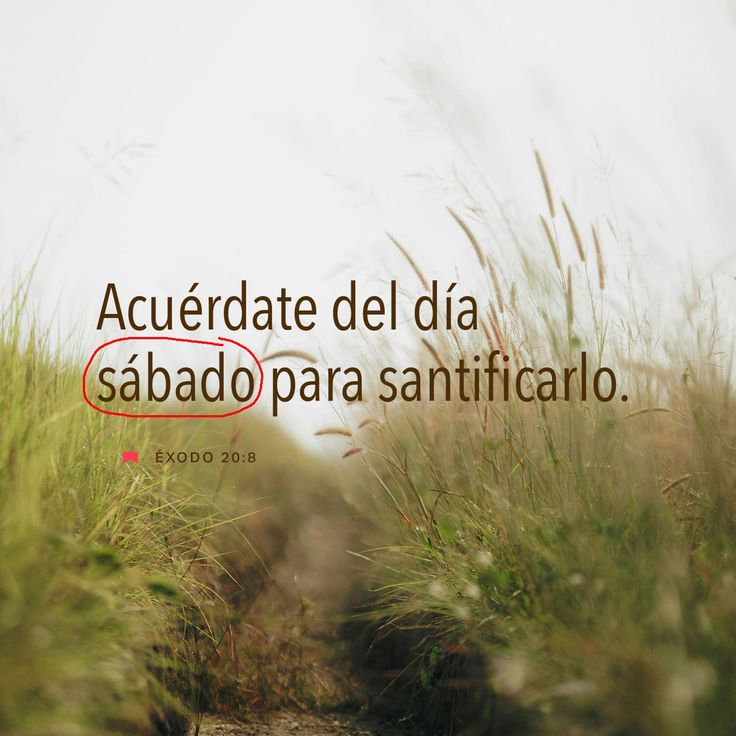 Acuérdate del día
sábado para santificarlo.
ÉXODO 20:8